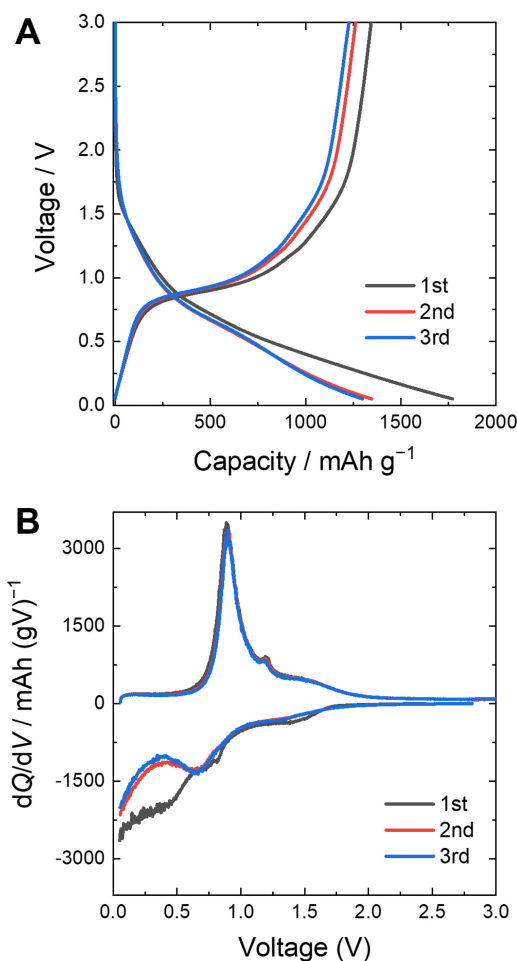 A
3.0
2.0
1.5
1.0
0.5
0.0
Voltage / V
1st
2nd
3rd
0 500 1000 1500 2000
Capacity / mAh g⁻¹
B
3000
1500
0
-1500
-3000
dQ/dV / mAh (gV)⁻¹
1st
2nd
3rd
0.0 0.5 1.0 1.5 2.0 2.5 3.0
Voltage (V)